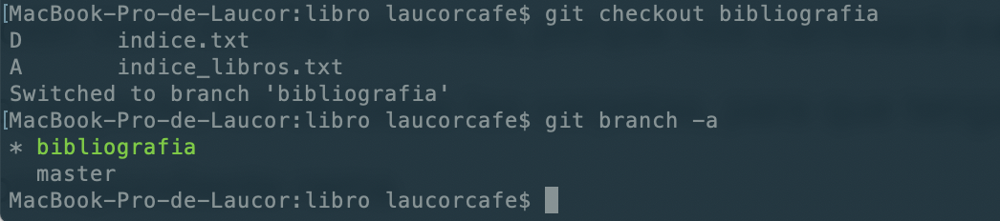 [MacBook-Pro-de-Laucor:libro laucorcafe$ git checkout bibliografia
D       indice.txt
A       indice_libros.txt
Switched to branch 'bibliografia'
[MacBook-Pro-de-Laucor:libro laucorcafe$ git branch -a
* bibliografia
  master
MacBook-Pro-de-Laucor:libro laucorcafe$